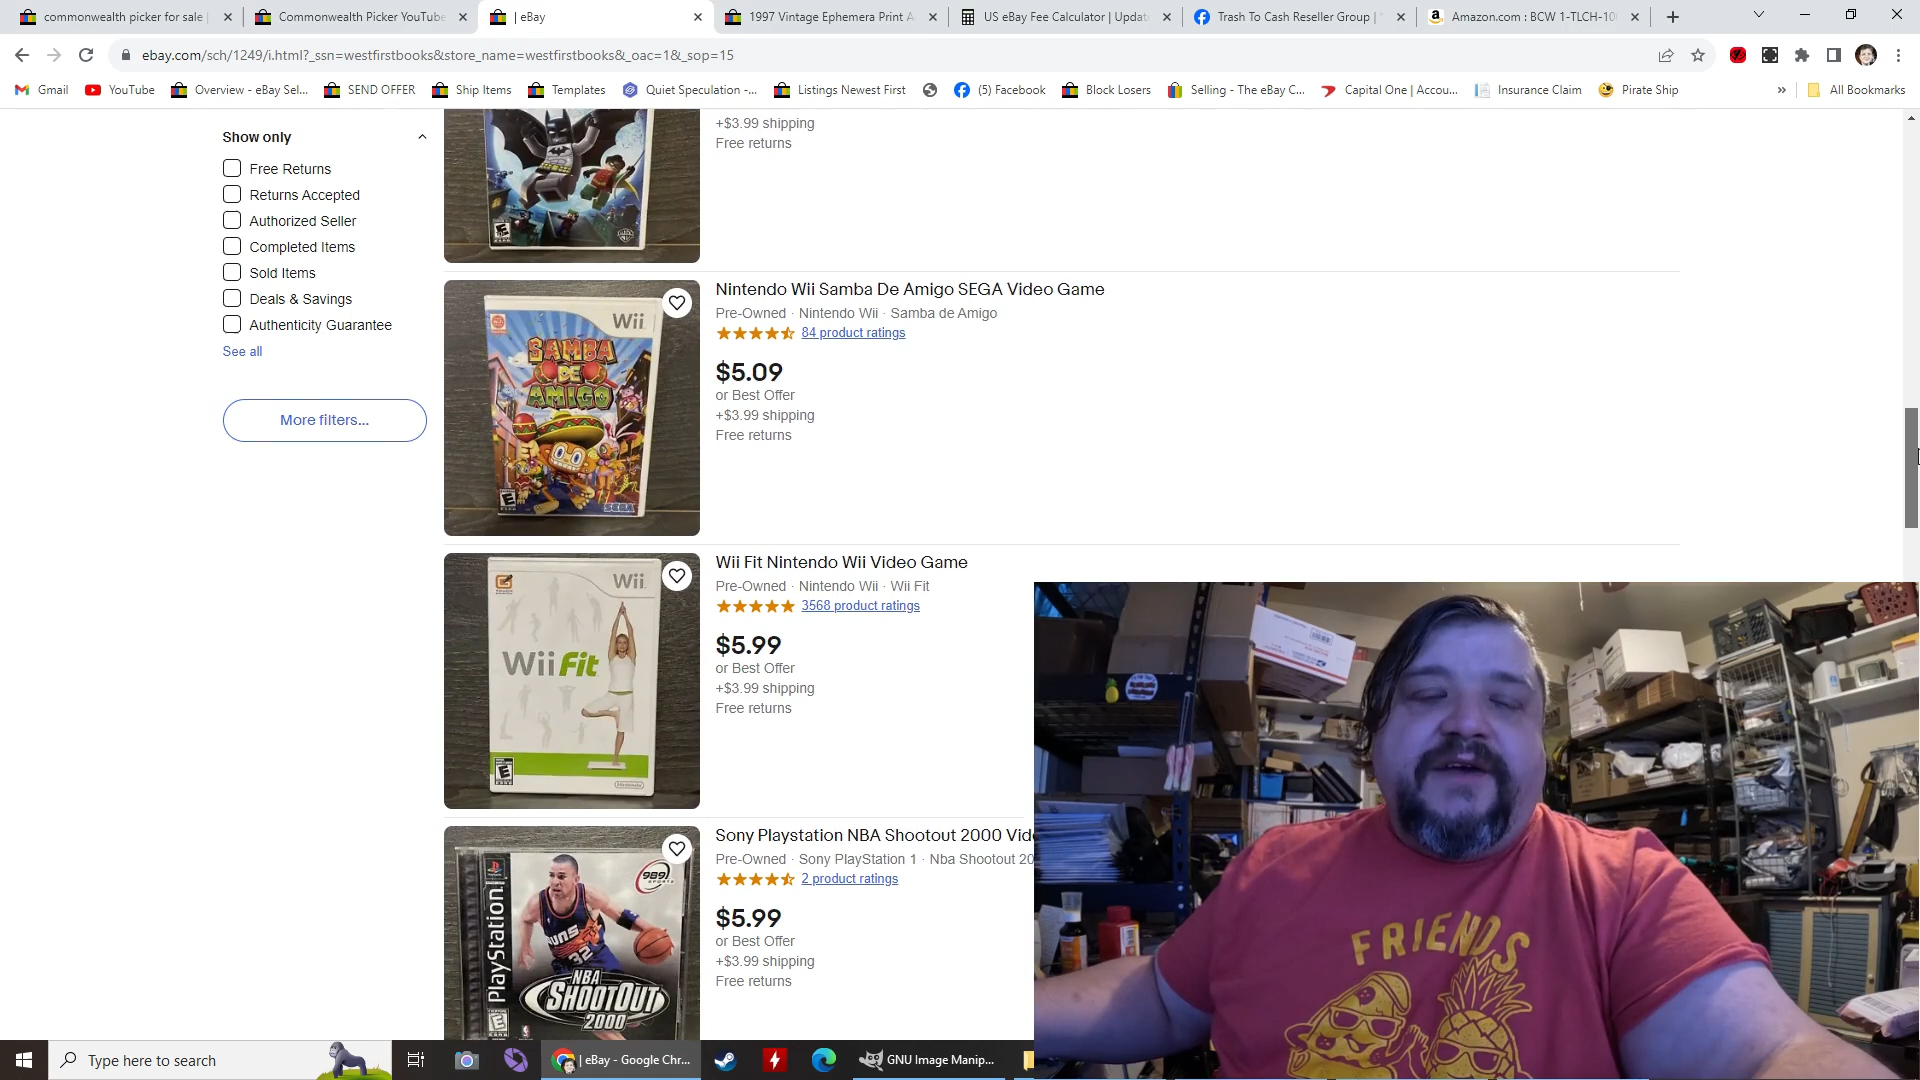 commonwealth picker for sale |
Commonwealth Picker YouTube
| eBay
1997 Vintage Ephemera Print A
US eBay Fee Calculator | Updat
Trash To Cash Reseller Group |
Amazon.com : BCW 1-TLCH-10
ebay.com/sch/1249/i.html?_ssn=westfirstbooks&store_name=westfirstbooks&_oac=1&_sop=15
Gmail
YouTube
Overview - eBay Sel...
SEND OFFER
Ship Items
Templates
Quiet Speculation -...
Listings Newest First
(5) Facebook
Block Losers
Selling - The eBay C...
Capital One | Accou...
Insurance Claim
Pirate Ship
»
All Bookmarks
Show only
Free Returns
Returns Accepted
Authorized Seller
Completed Items
Sold Items
Deals & Savings
Authenticity Guarantee
See all
More filters...
+$3.99 shipping
Free returns
Wii
SAMBA
DE
AMIGO
SEGA
Nintendo Wii Samba De Amigo SEGA Video Game
Pre-Owned · Nintendo Wii · Samba de Amigo
84 product ratings
$5.09
or Best Offer
+$3.99 shipping
Free returns
Wii
Wii Fit
Nintendo
Wii Fit Nintendo Wii Video Game
Pre-Owned · Nintendo Wii · Wii Fit
3568 product ratings
$5.99
or Best Offer
+$3.99 shipping
Free returns
PlayStation
989
SPORTS
SUNS
32
NBA
SHOOTOUT
2000
Sony Playstation NBA Shootout 2000 Vide
Pre-Owned · Sony PlayStation 1 · Nba Shootout 20
2 product ratings
$5.99
or Best Offer
+$3.99 shipping
Free returns
FRIENDS
Type here to search
| eBay - Google Chr...
GNU Image Manip...